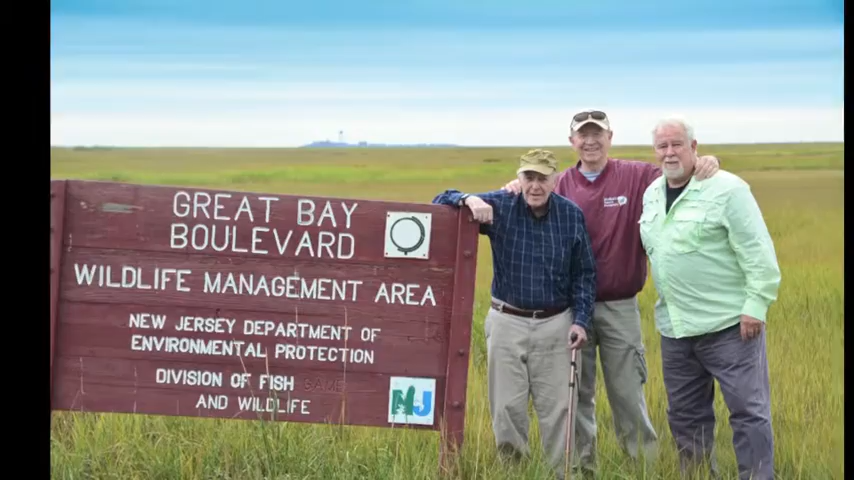 GREAT BAY
BOULEVARD
WILDLIFE MANAGEMENT AREA
NEW JERSEY DEPARTMENT OF
ENVIRONMENTAL PROTECTION
DIVISION OF FISH GAME
AND WILDLIFE
NJ